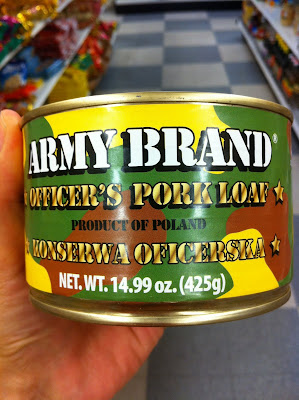 ARMY BRAND®
OFFICER'S PORK LOAF
PRODUCT OF POLAND
KONSERWA OFICERSKA
NET. WT. 14.99 oz. (425g)